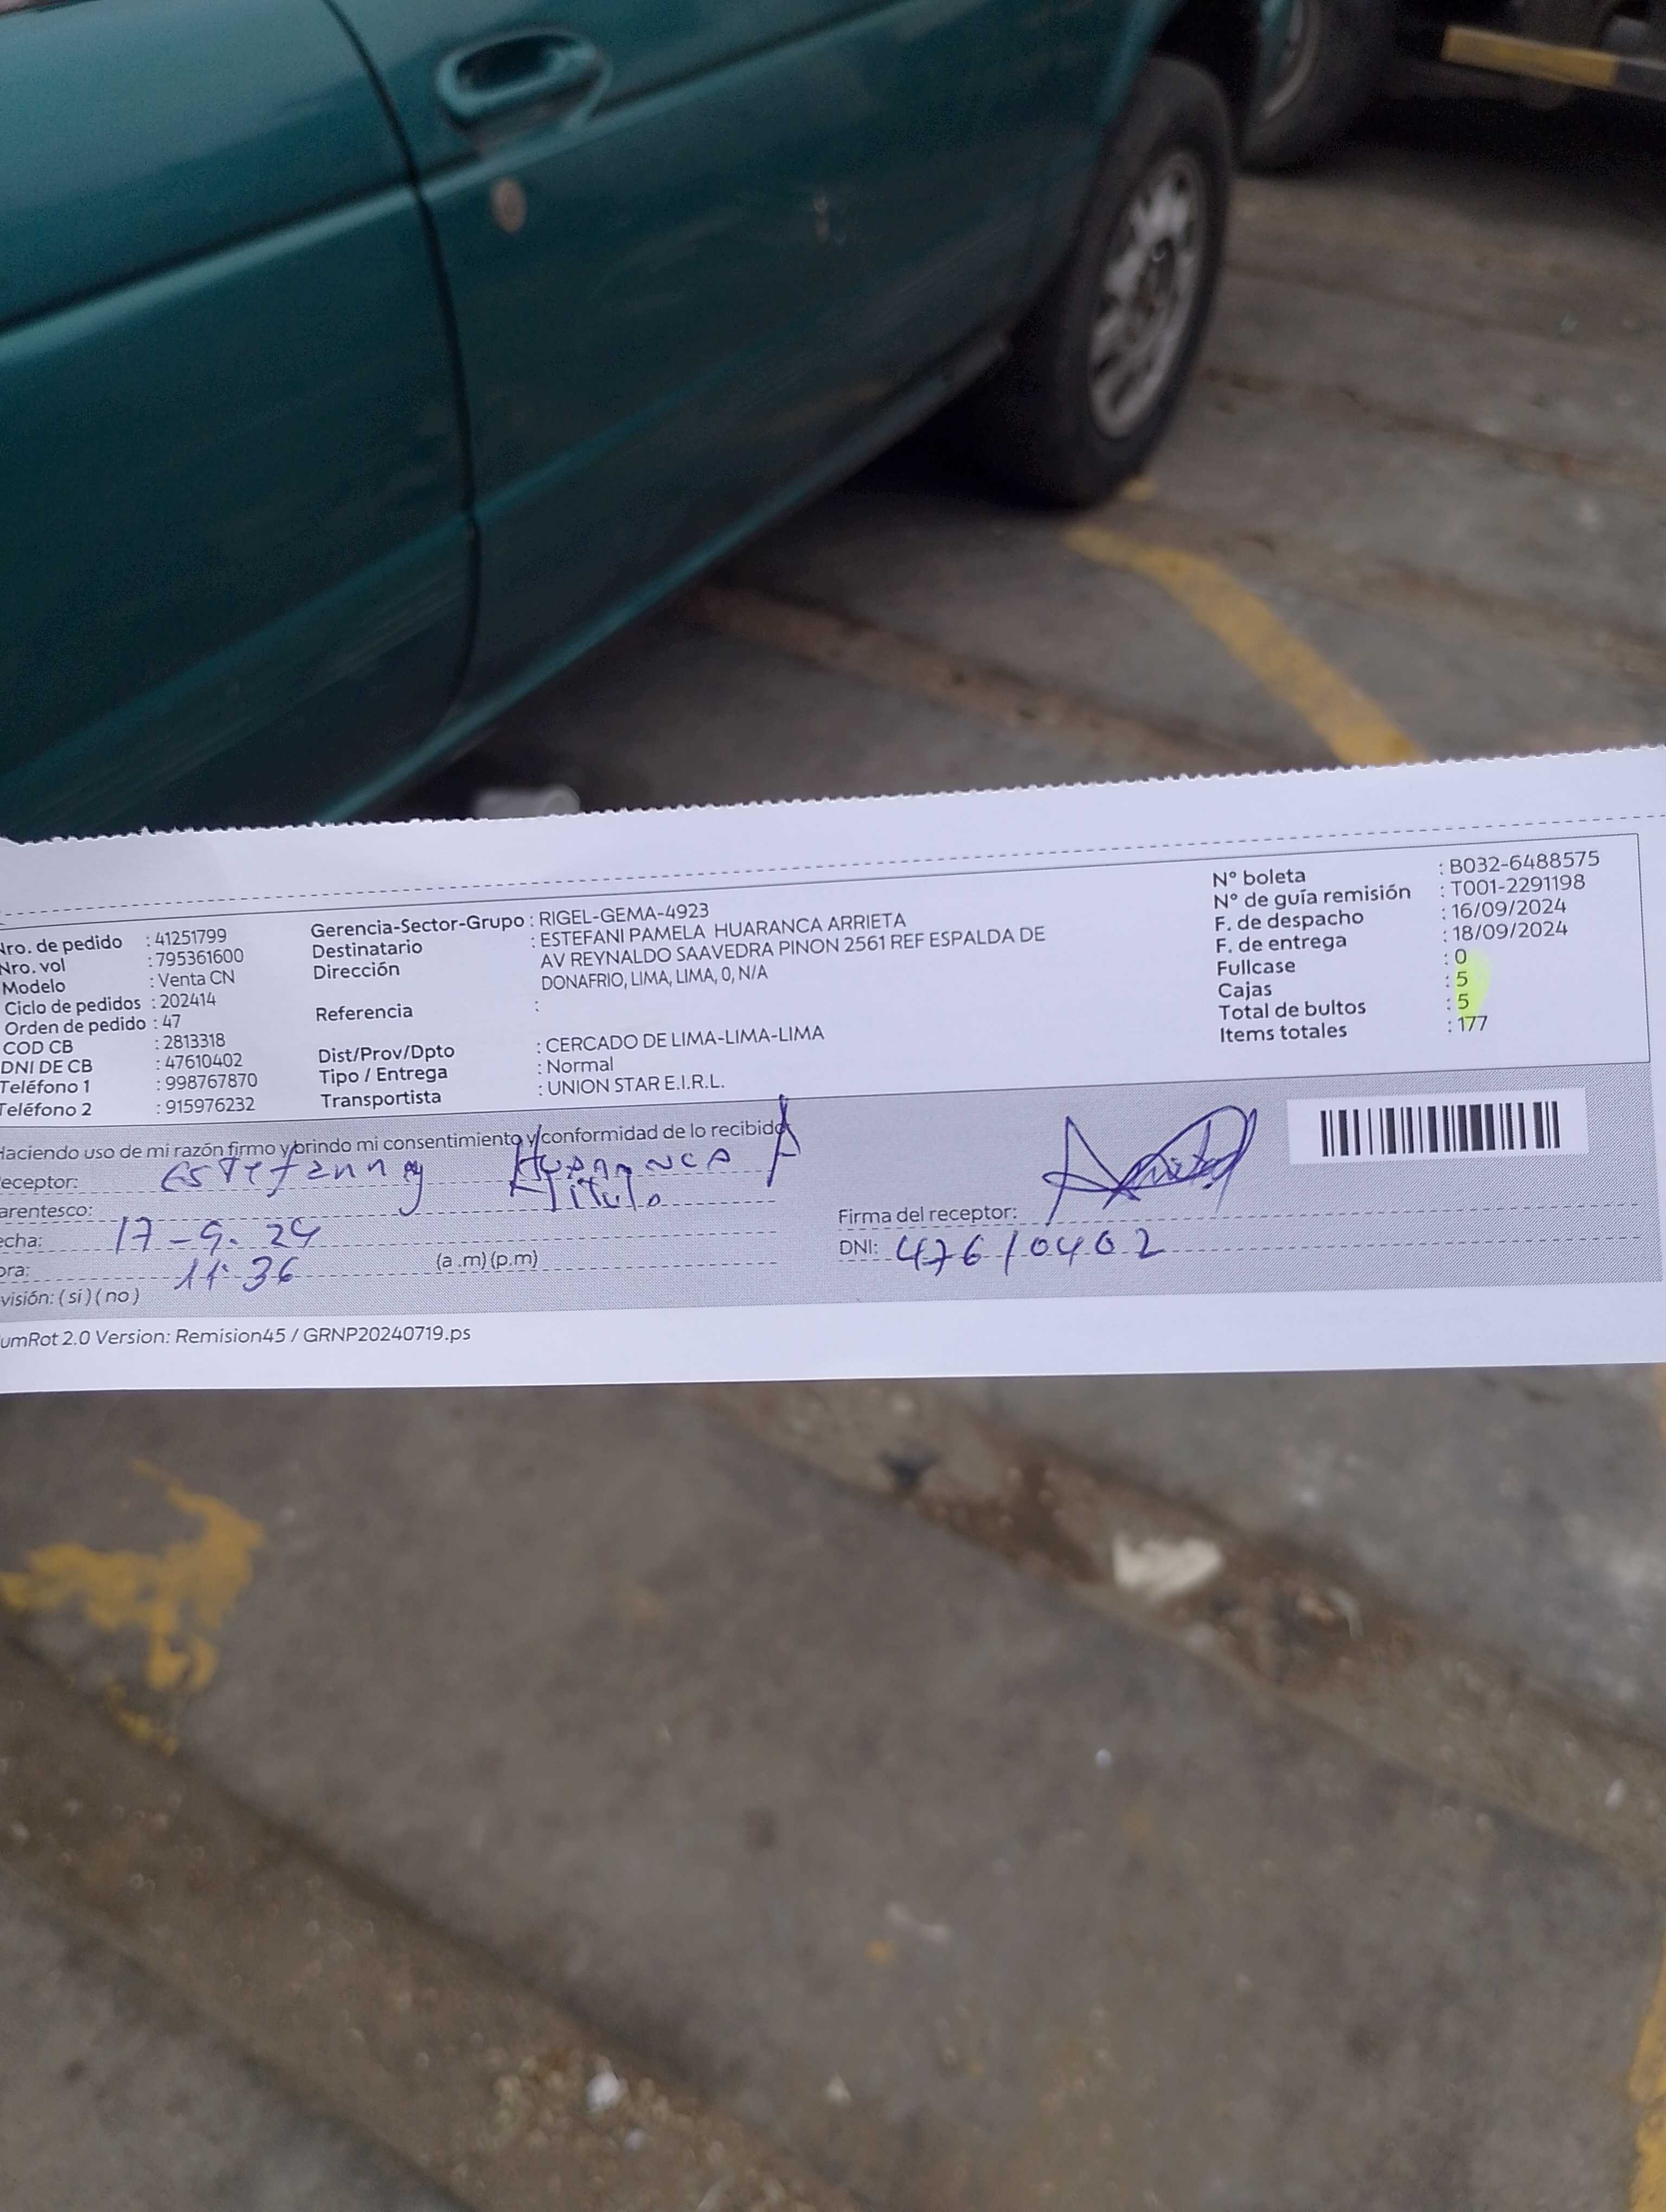 Nro. de pedido : 41251799
Nro. vol : 795361600
Modelo : Venta CN
Ciclo de pedidos : 202414
Orden de pedido : 47
COD CB : 2813318
DNI DE CB : 47610402
Teléfono 1 : 998767870
Teléfono 2 : 915976232
Gerencia-Sector-Grupo : RIGEL-GEMA-4923
Destinatario : ESTEFANI PAMELA HUARANCA ARRIETA
Dirección AV REYNALDO SAAVEDRA PINON 2561 REF ESPALDA DE
DONAFRIO, LIMA, LIMA, 0, N/A
Referencia :
Dist/Prov/Dpto : CERCADO DE LIMA-LIMA-LIMA
Tipo / Entrega : Normal
Transportista : UNION STAR E.I.R.L.
N° boleta : B032-6488575
N° de guía remisión : T001-2291198
F. de despacho : 16/09/2024
F. de entrega : 18/09/2024
Fullcase : 0
Cajas : 5
Total de bultos : 5
Items totales : 177
Haciendo uso de mi razón firmo y brindo mi consentimiento y conformidad de lo recibido
eceptor: Estefanny Huaranca A
arentesco: Titulo
echa: 17-9-24
ora: 11:36 (a .m) (p.m)
visión: ( si ) ( no )
Firma del receptor:
DNI: 47610402
umRot 2.0 Version: Remision45 / GRNP20240719.ps